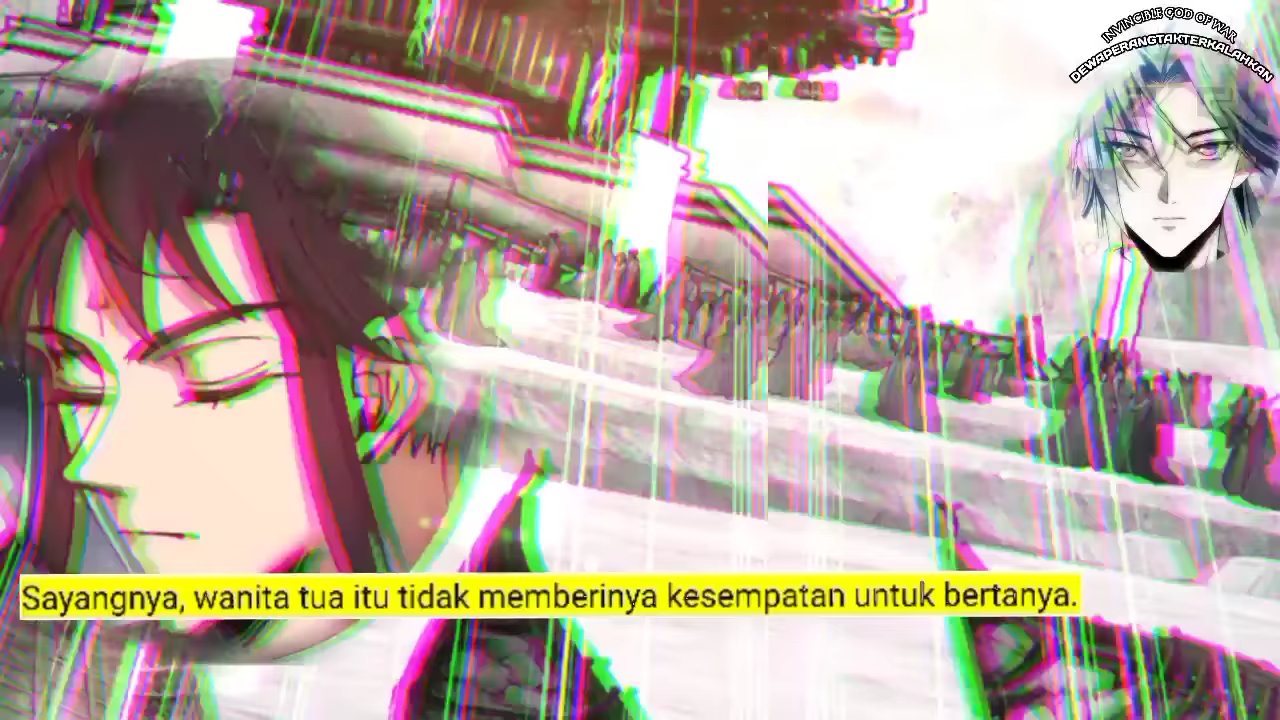 INVINCIBLE GOD OF WAR
DEWAPERANGTAKTERKALAHKAN
Sayangnya, wanita tua itu tidak memberinya kesempatan untuk bertanya.